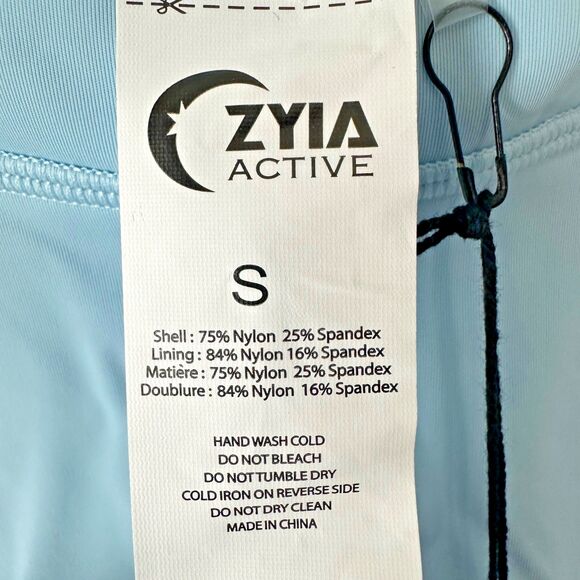 ZYIA
ACTIVE
S
Shell : 75% Nylon 25% Spandex
Lining : 84% Nylon 16% Spandex
Matière : 75% Nylon 25% Spandex
Doublure : 84% Nylon 16% Spandex
HAND WASH COLD
DO NOT BLEACH
DO NOT TUMBLE DRY
COLD IRON ON REVERSE SIDE
DO NOT DRY CLEAN
MADE IN CHINA